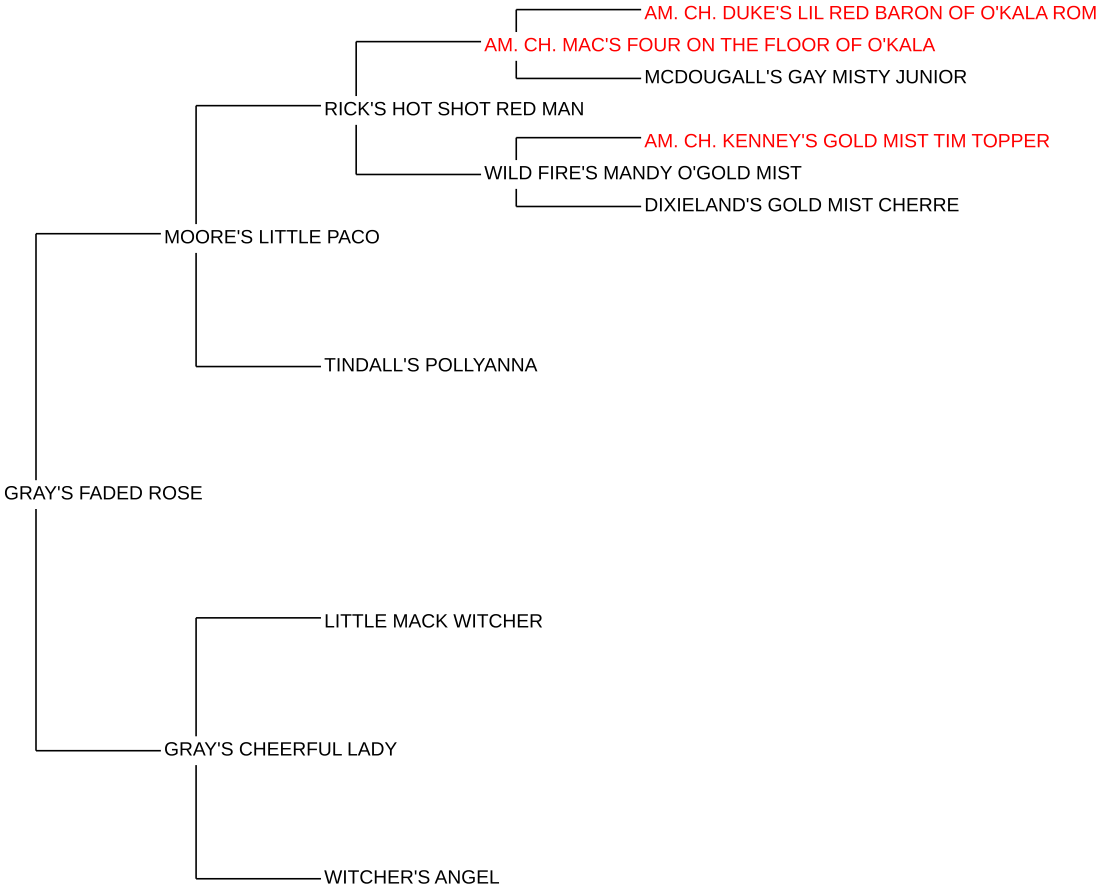 AM. CH. DUKE'S LIL RED BARON OF O'KALA ROM
AM. CH. MAC'S FOUR ON THE FLOOR OF O'KALA
MCDOUGALL'S GAY MISTY JUNIOR
RICK'S HOT SHOT RED MAN
AM. CH. KENNEY'S GOLD MIST TIM TOPPER
WILD FIRE'S MANDY O'GOLD MIST
DIXIELAND'S GOLD MIST CHERRE
MOORE'S LITTLE PACO
TINDALL'S POLLYANNA
GRAY'S FADED ROSE
LITTLE MACK WITCHER
GRAY'S CHEERFUL LADY
WITCHER'S ANGEL